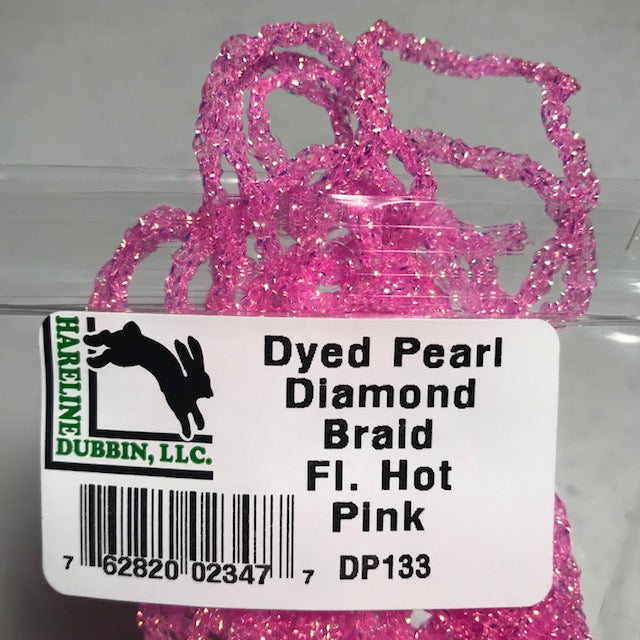 HARELINE
DUBBIN, LLC.
Dyed Pearl
Diamond
Braid
Fl. Hot
Pink
DP133
7 62820 02347 7